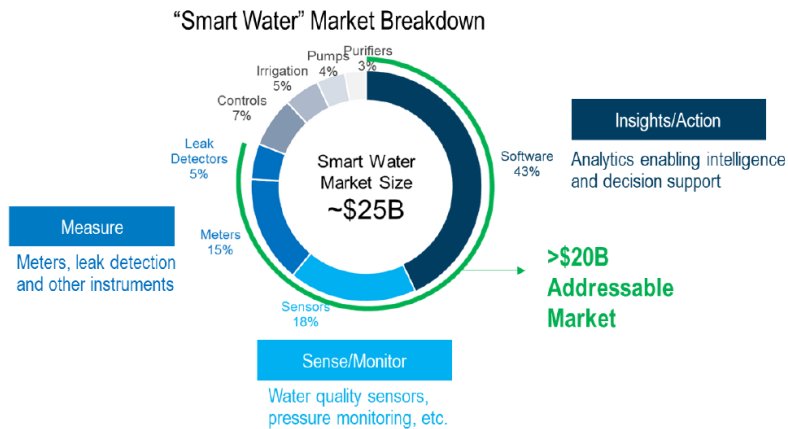 “Smart Water” Market Breakdown
Purifiers
3%
Pumps
4%
Irrigation
5%
Controls
7%
Leak
Detectors
5%
Meters
15%
Sensors
18%
Software
43%
Smart Water
Market Size
~$25B
Insights/Action
Analytics enabling intelligence
and decision support
Measure
Meters, leak detection
and other instruments
>$20B
Addressable
Market
Sense/Monitor
Water quality sensors,
pressure monitoring, etc.